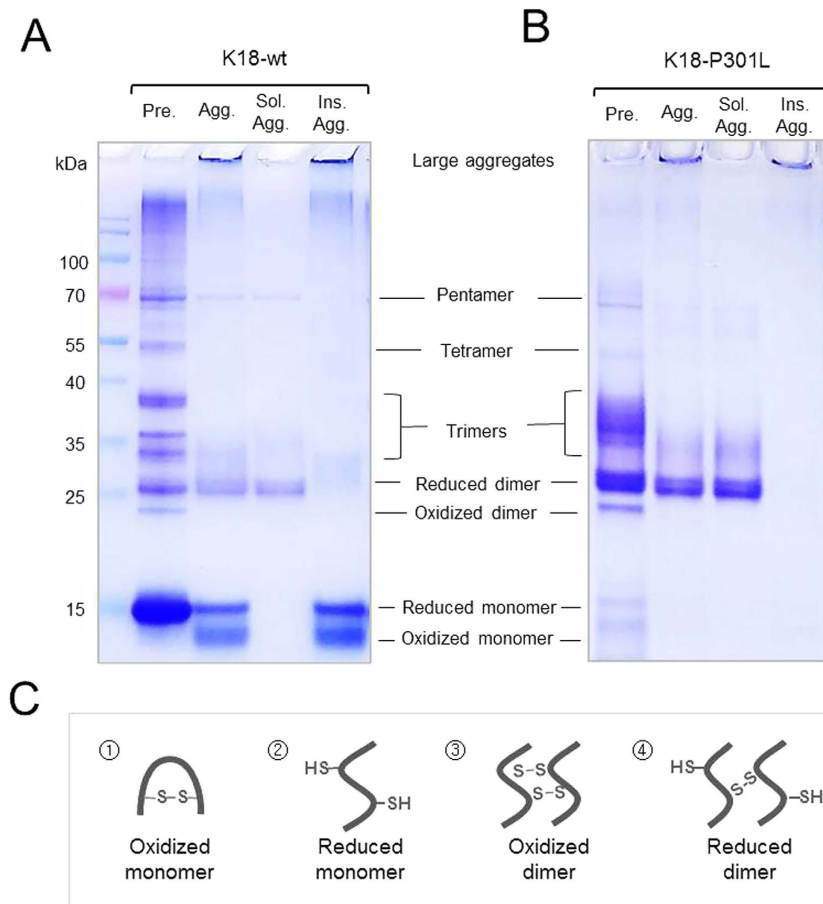 A
K18-wt
Pre.
Agg.
Sol.
Agg.
Ins.
Agg.
kDa
100
70
55
40
35
25
15
Large aggregates
Pentamer
Tetramer
Trimers
Reduced dimer
Oxidized dimer
Reduced monomer
Oxidized monomer
B
K18-P301L
Pre.
Agg.
Sol.
Agg.
Ins.
Agg.
C
①
S-S
Oxidized
monomer
②
HS
SH
Reduced
monomer
③
S-S
S-S
Oxidized
dimer
④
HS
S-S
SH
Reduced
dimer